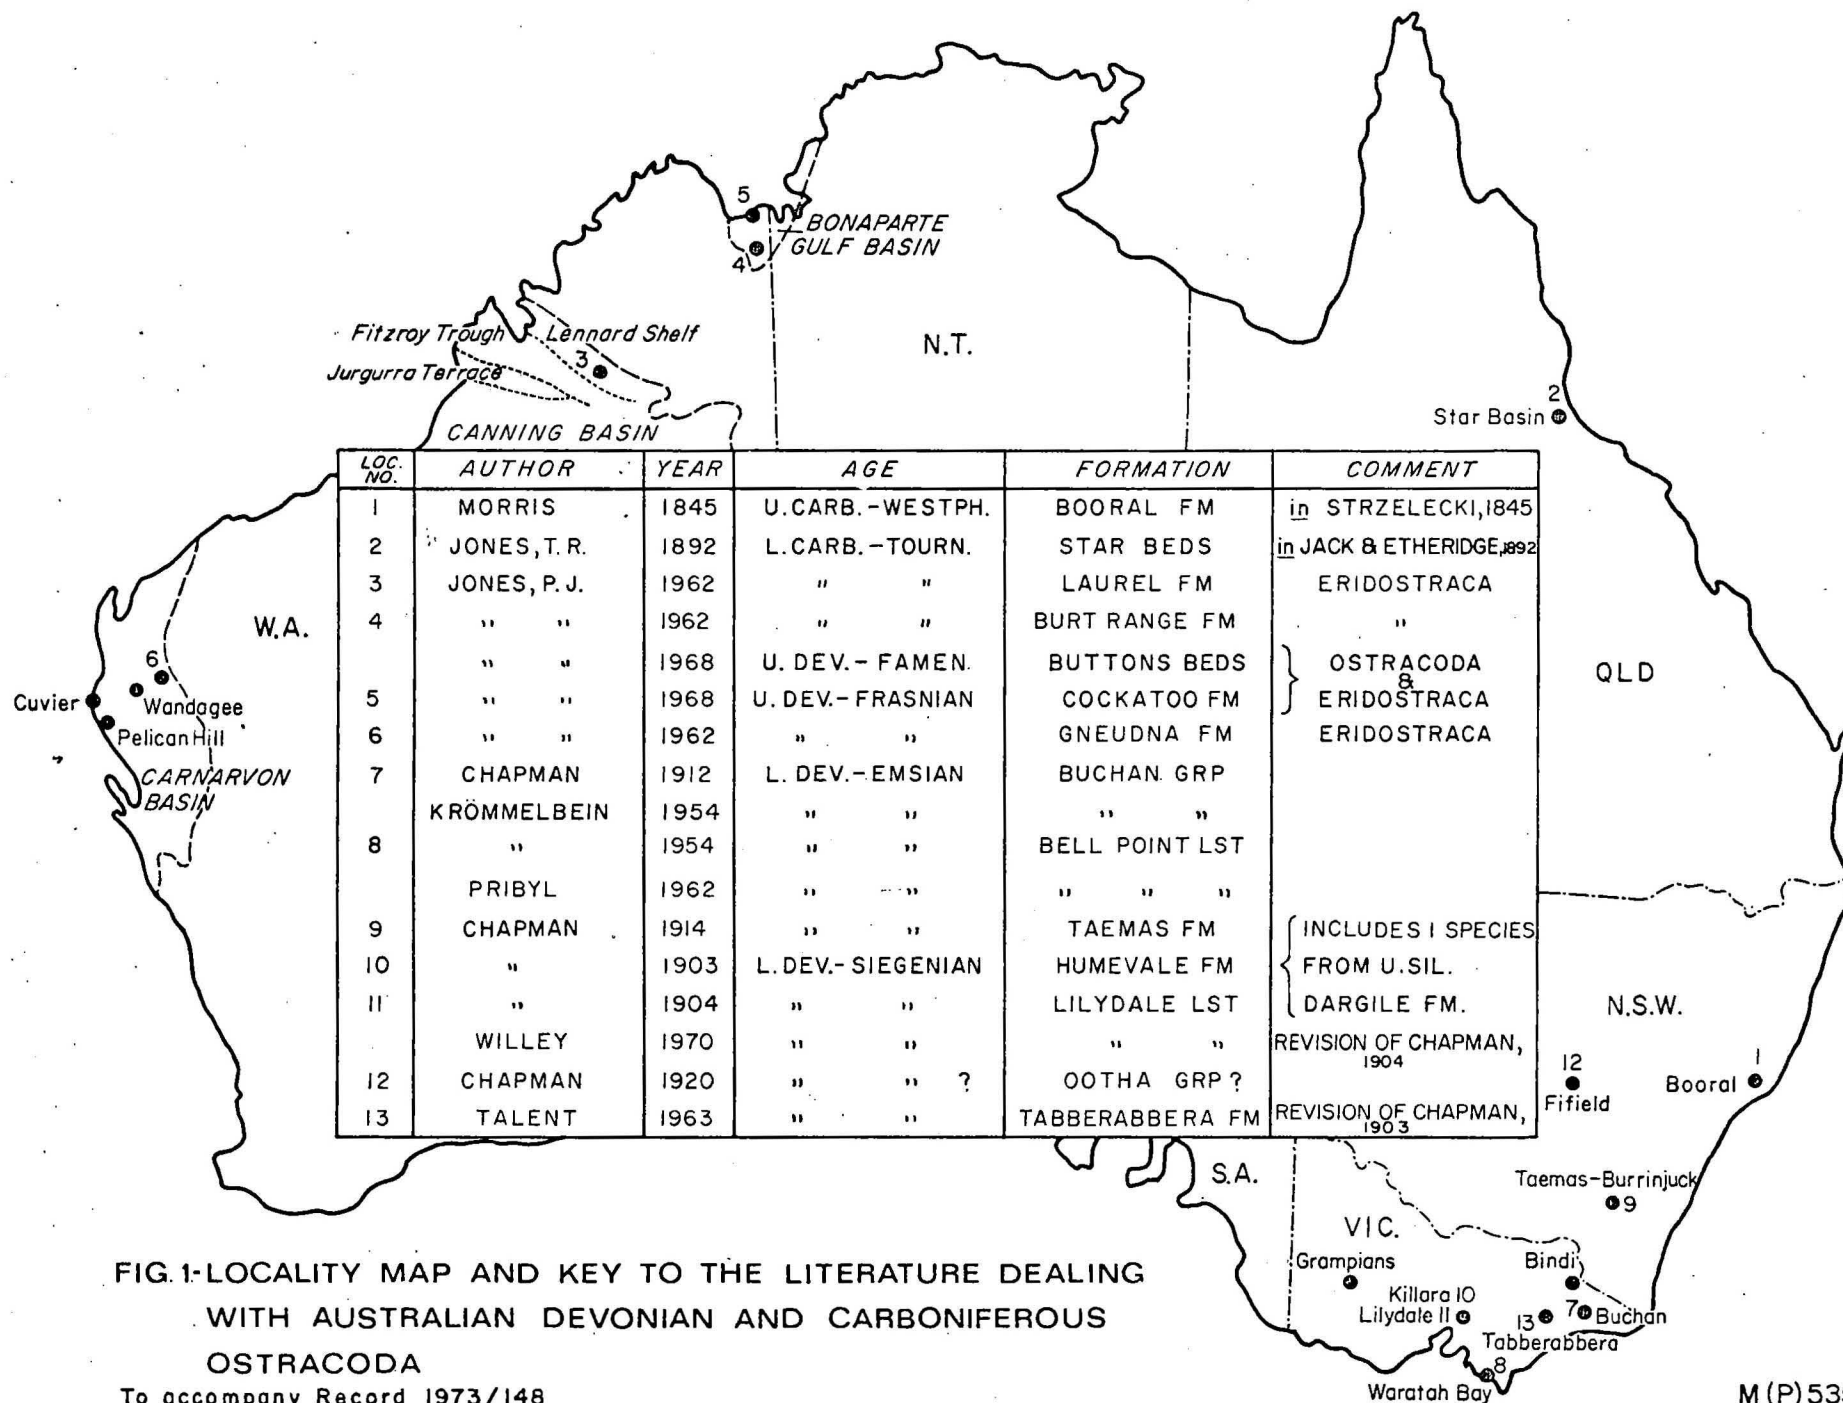 5
BONAPARTE
GULF BASIN
4
Fitzroy Trough
Lennard Shelf
3
Jurgurra Terrace
N.T.
2
Star Basin
CANNING BASIN
LOC. NO. AUTHOR YEAR AGE FORMATION COMMENT
1 MORRIS 1845 U.CARB.-WESTPH. BOORAL FM in STRZELECKI,1845
2 JONES,T.R. 1892 L.CARB.-TOURN. STAR BEDS in JACK & ETHERIDGE,1892
3 JONES,P.J. 1962 " " LAUREL FM ERIDOSTRACA
4 " " 1962 " " BURT RANGE FM "
" " 1968 U. DEV.- FAMEN. BUTTONS BEDS OSTRACODA
&
5 " " 1968 U. DEV.-FRASNIAN COCKATOO FM ERIDOSTRACA
6 " " 1962 " " GNEUDNA FM ERIDOSTRACA
7 CHAPMAN 1912 L. DEV.-EMSIAN BUCHAN GRP
KRÖMMELBEIN 1954 " " " "
8 " 1954 " " BELL POINT LST
PRIBYL 1962 " " " " "
9 CHAPMAN 1914 " " TAEMAS FM INCLUDES 1 SPECIES
10 " 1903 L.DEV.-SIEGENIAN HUMEVALE FM FROM U.SIL.
11 " 1904 " " LILYDALE LST DARGILE FM.
WILLEY 1970 " " " " REVISION OF CHAPMAN, 1904
12 CHAPMAN 1920 " " ? OOTHA GRP?
13 TALENT 1963 " " TABBERABBERA FM REVISION OF CHAPMAN, 1903
W.A.
6
Cuvier
Wandagee
Pelican Hill
CARNARVON
BASIN
QLD
N.S.W.
12
Fifield
1
Booral
S.A.
Taemas-Burrinjuck
9
VIC.
Grampians
Bindi
Killara 10
Lilydale 11
13
Tabberabbera
7 Buchan
8
Waratah Bay
FIG. 1:-LOCALITY MAP AND KEY TO THE LITERATURE DEALING
WITH AUSTRALIAN DEVONIAN AND CARBONIFEROUS
OSTRACODA
To accompany Record 1973/148